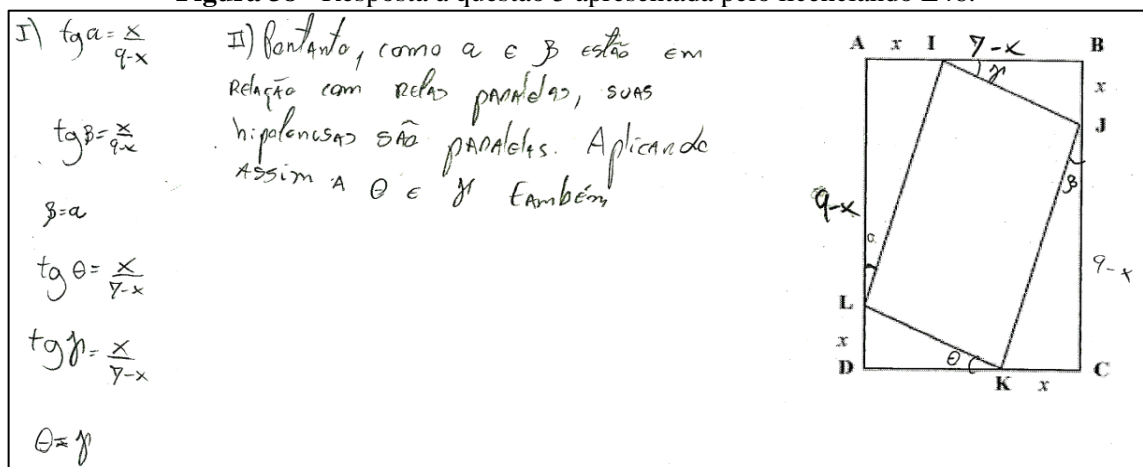 Figura 38 - Resposta à questão 3 apresentada pelo licenciando E46.
I) tg a = x/9-x
tg β = x/9-x
β = a
tg θ = x/7-x
tg γ = x/7-x
θ = γ
II) Portanto, como a e β estão em
Relação com retas paralelas, suas
hipotenusas são paralelas. Aplicando
Assim A θ e γ também
A x I 7-x B
γ
x
J
β
9-x
a
9-x
L
x
θ
D K x C